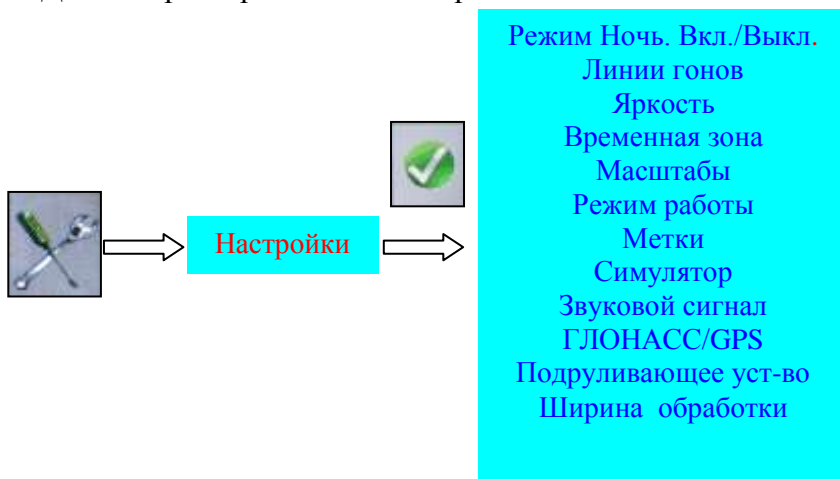 Режим Ночь. Вкл./Выкл.
Линии гонов
Яркость
Временная зона
Масштабы
Режим работы
Метки
Симулятор
Звуковой сигнал
ГЛОНАСС/GPS
Подруливающее уст-во
Ширина обработки
Настройки